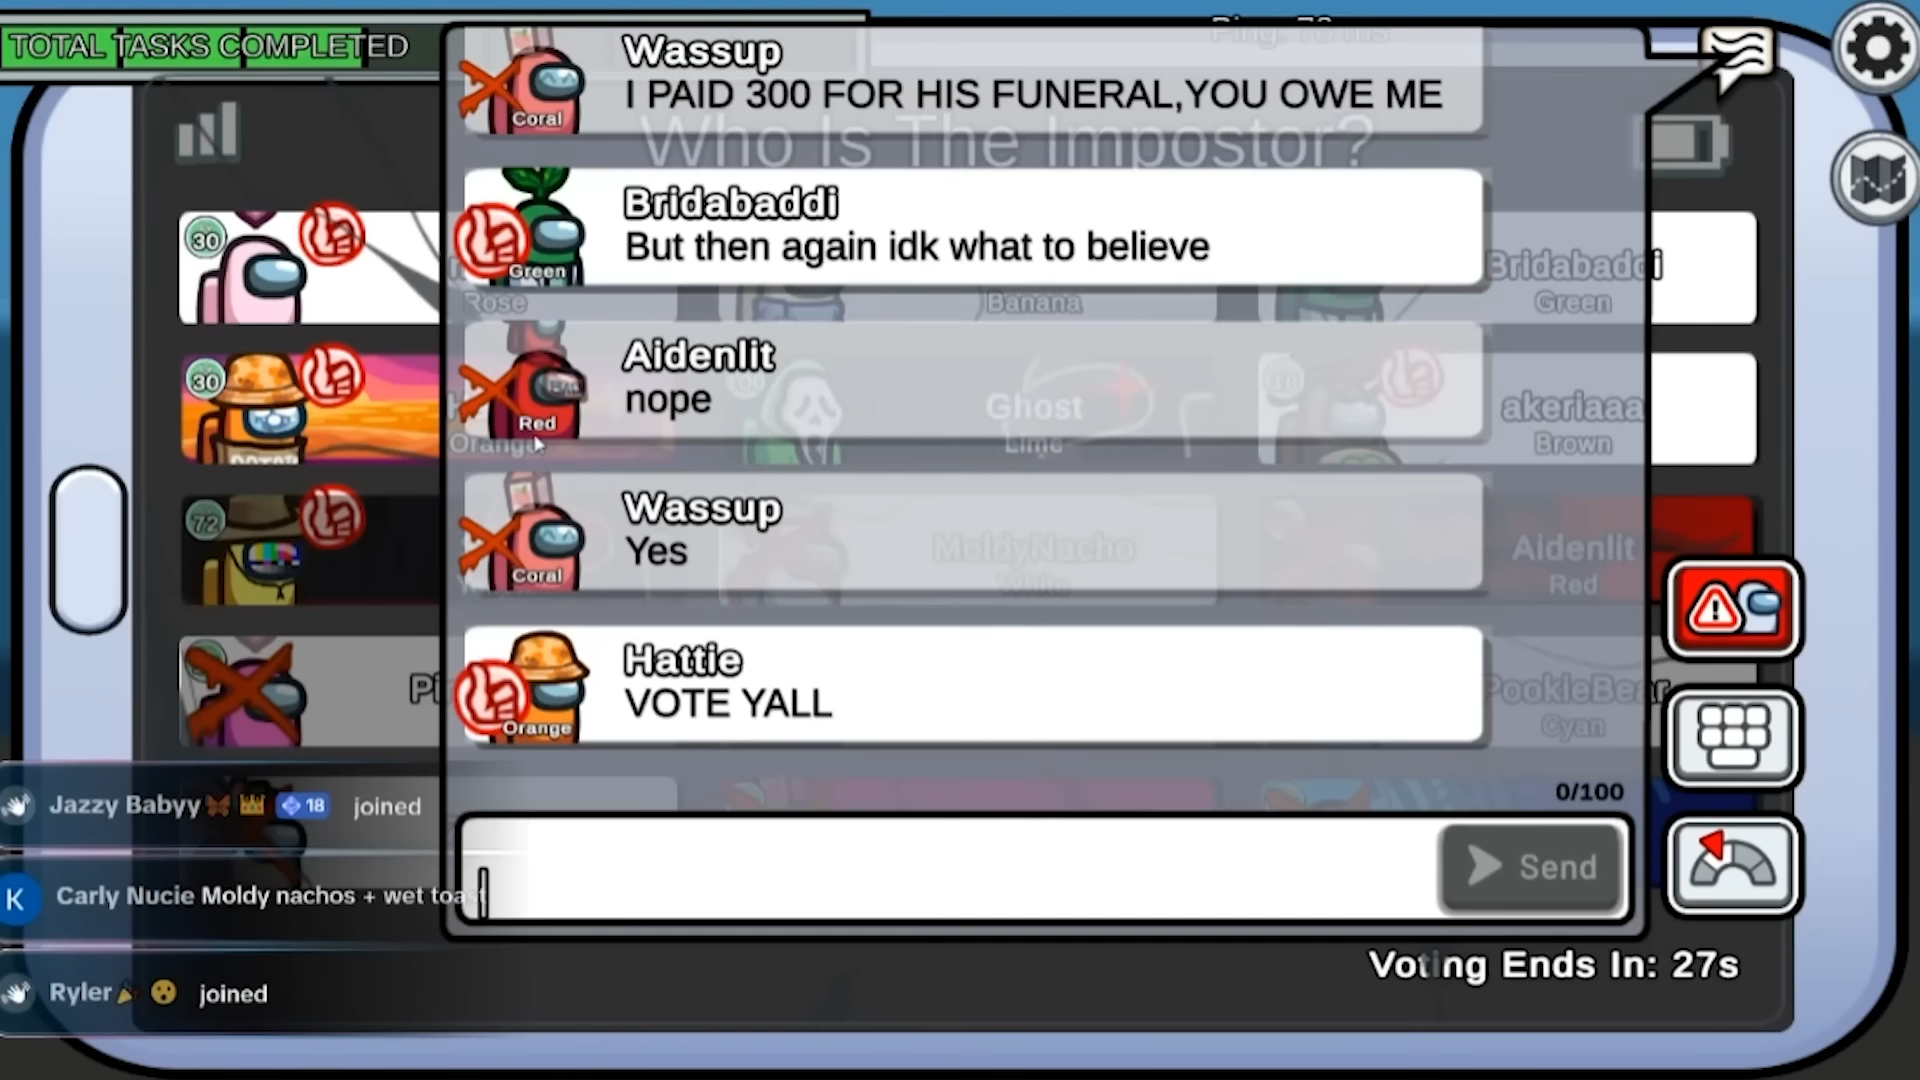 TOTAL TASKS COMPLETED
Wassup
I PAID 300 FOR HIS FUNERAL,YOU OWE ME
Coral
Who Is The Impostor?
Bridabaddi
But then again idk what to believe
Green
30
Rose
Banana
Bridabaddi
Green
Aidenlit
nope
Red
30
Orange
Ghost
Lime
akeriaaa
Brown
Wassup
Yes
Coral
72
MoldyNacho
White
Aidenlit
Red
Hattie
VOTE YALL
Orange
PookieBear
Cyan
0/100
Send
Jazzy Babyy 18 joined
K
Carly Nucie Moldy nachos + wet toast
Ryler joined
Voting Ends In: 27s